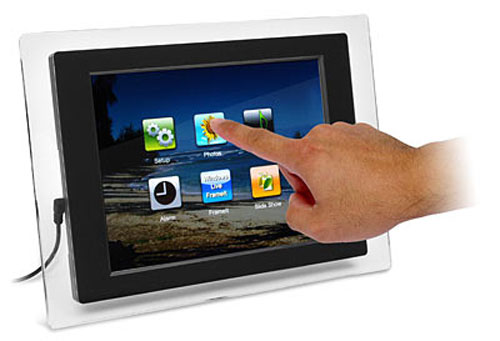 Setup
Photos
Alarm
Windows
Live
FrameIt
FrameIt
Slide Show